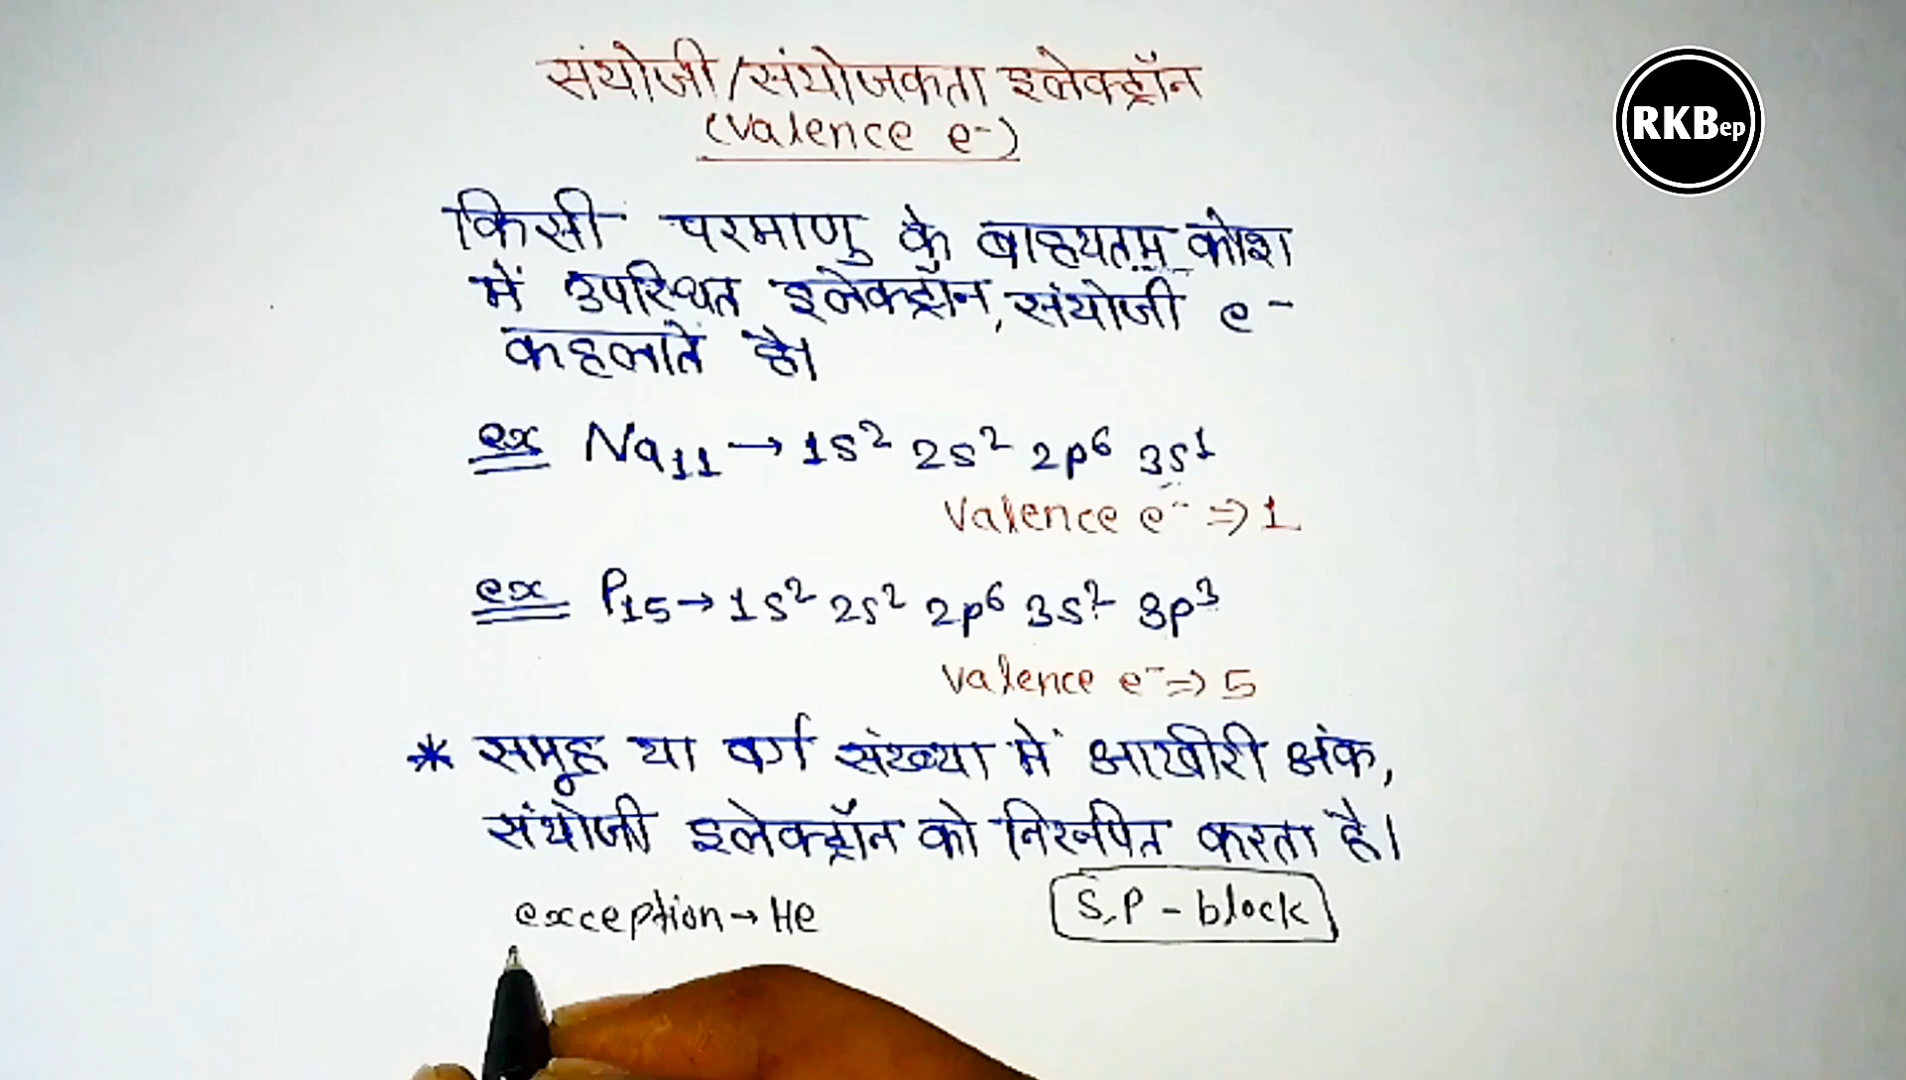 संयोजी/संयोजकता इलेक्ट्रॉन
(valence e⁻)
RKBep
किसी परमाणु के बाहयतम कोश
में उपस्थित इलेक्ट्रॉन, संयोजी e⁻
कहलाते है।
ex Na₁₁ → 1s² 2s² 2p⁶ 3s¹
Valence e⁻ ⇒ 1
ex P₁₅ → 1s² 2s² 2p⁶ 3s² 3p³
Valence e⁻ ⇒ 5
* समूह या वर्ग संख्या में आखीरी अंक,
संयोजी इलेक्ट्रॉन को निरूपित करता है।
exception → He
S,P - block